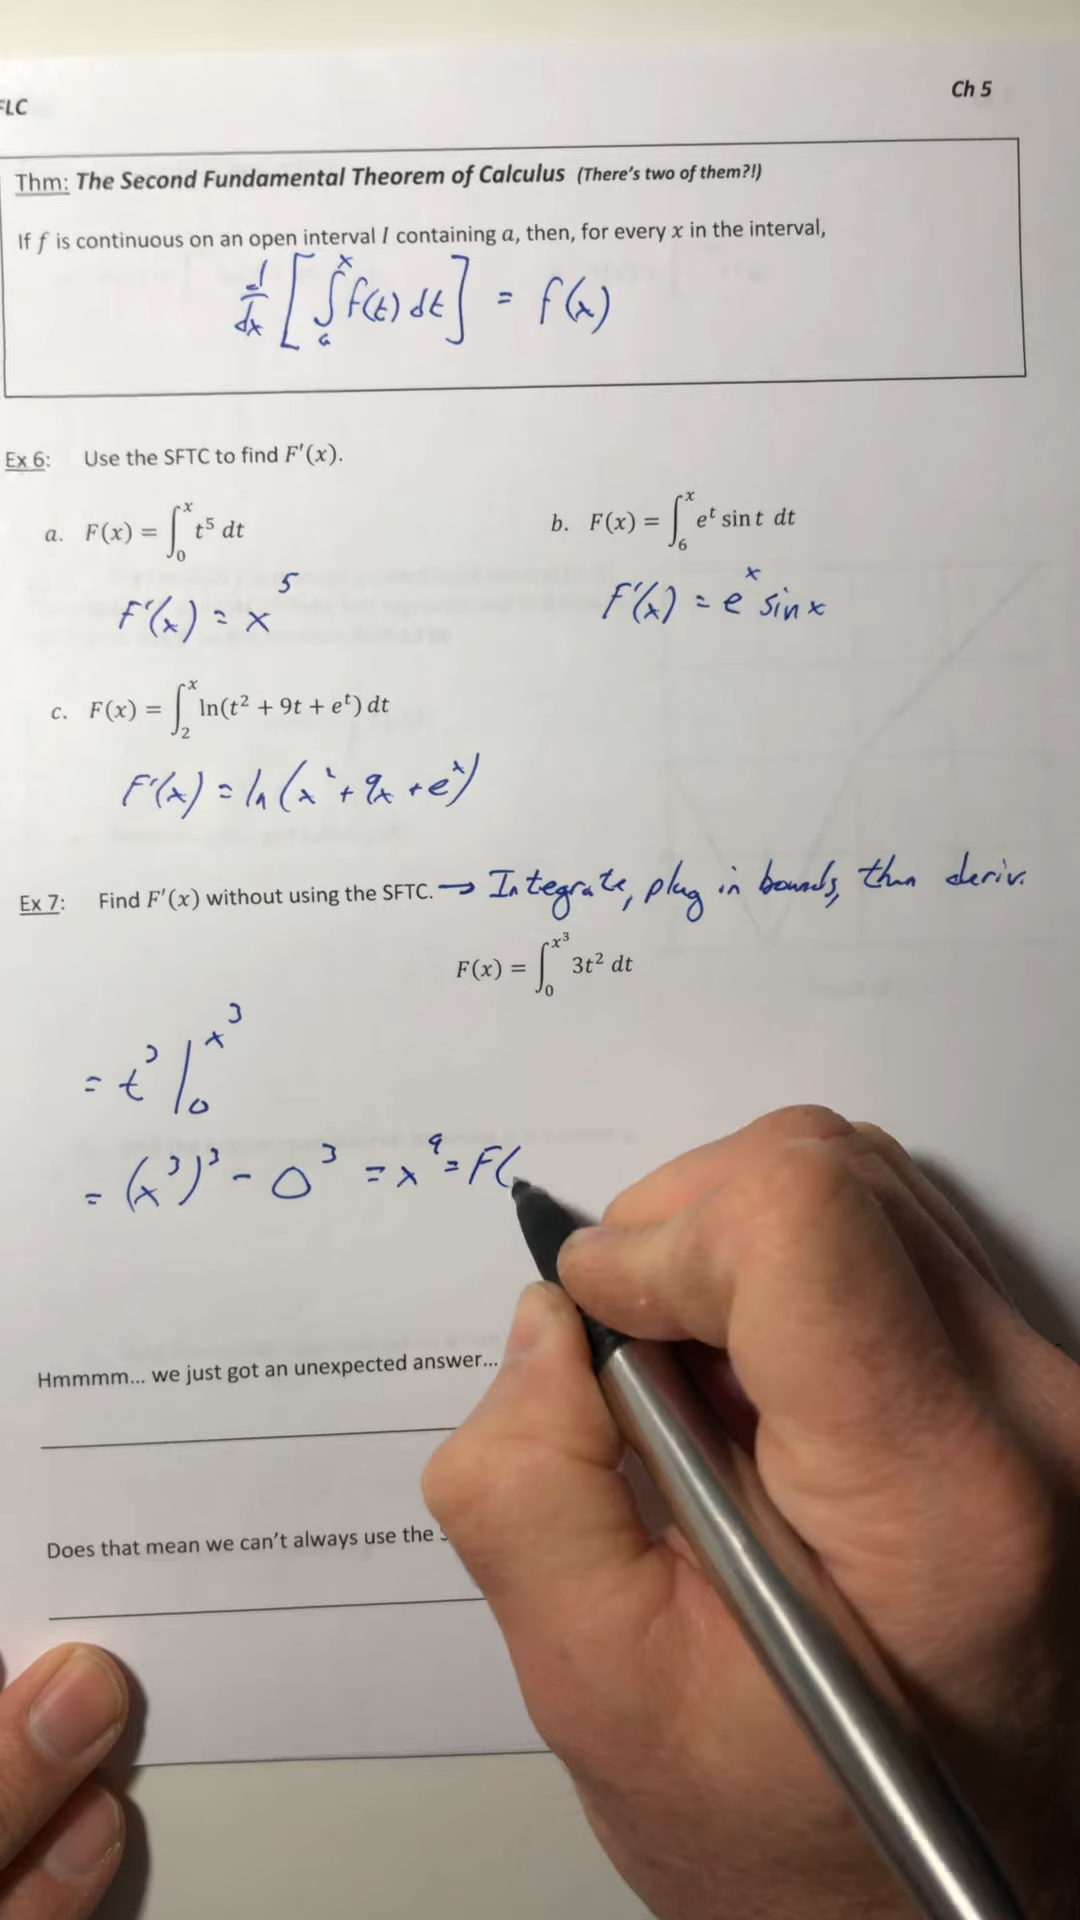 FLC
Ch 5
Thm: The Second Fundamental Theorem of Calculus (There's two of them?!)
If f is continuous on an open interval I containing a, then, for every x in the interval,
d/dx [∫ₐˣ f(t) dt] = f(x)
Ex 6: Use the SFTC to find F′(x).
a. F(x) = ∫₀ˣ t⁵ dt
b. F(x) = ∫₆ˣ eᵗ sin t dt
F'(x) = x⁵
F'(x) = eˣ sin x
c. F(x) = ∫₂ˣ ln(t² + 9t + eᵗ) dt
F'(x) = ln(x² + 9x + eˣ)
Ex 7: Find F′(x) without using the SFTC. → Integrate, plug in bounds, then deriv.
F(x) = ∫₀^(x³) 3t² dt
= t³ |₀^(x³)
= (x³)³ - 0³ = x⁹ = F(
Hmmmm... we just got an unexpected answer...
Does that mean we can't always use the